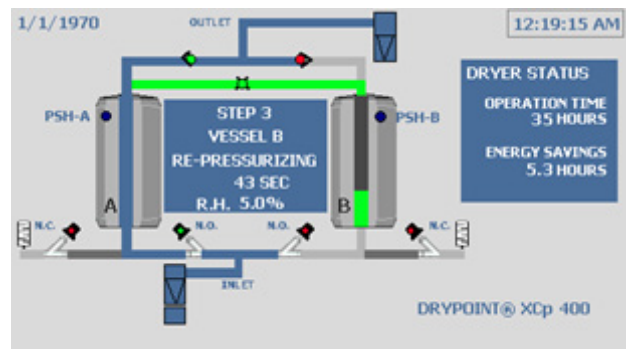 1/1/1970
OUTLET
12:19:15 AM
DRYER STATUS
OPERATION TIME
35 HOURS
ENERGY SAVINGS
5.3 HOURS
PSH-A
PSH-B
STEP 3
VESSEL B
RE-PRESSURIZING
43 SEC
R.H. 5.0%
A
B
N.C.
N.O.
N.O.
N.C.
INLET
DRYPOINT® XCp 400